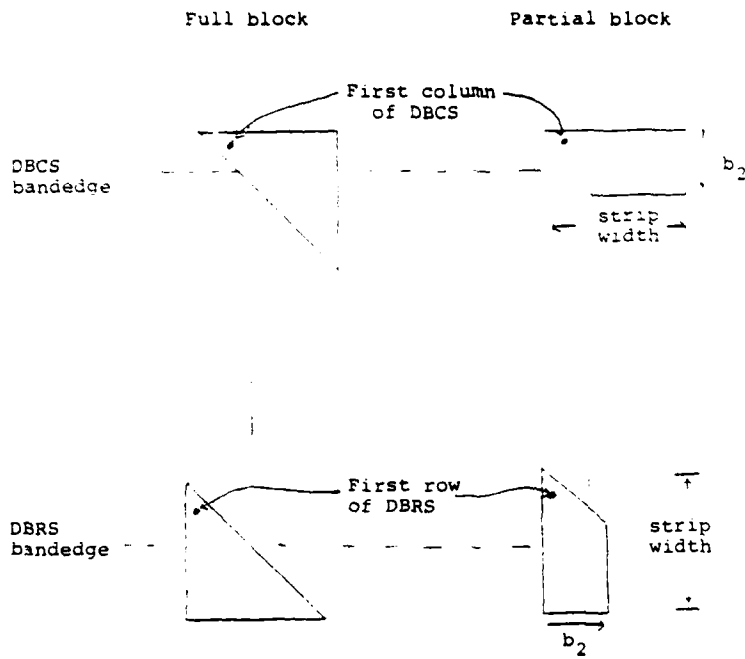 Full block
Partial block
First column
of DBCS
DBCS
bandedge
b2
strip
width
First row
of DBRS
DBRS
bandedge
strip
width
b2